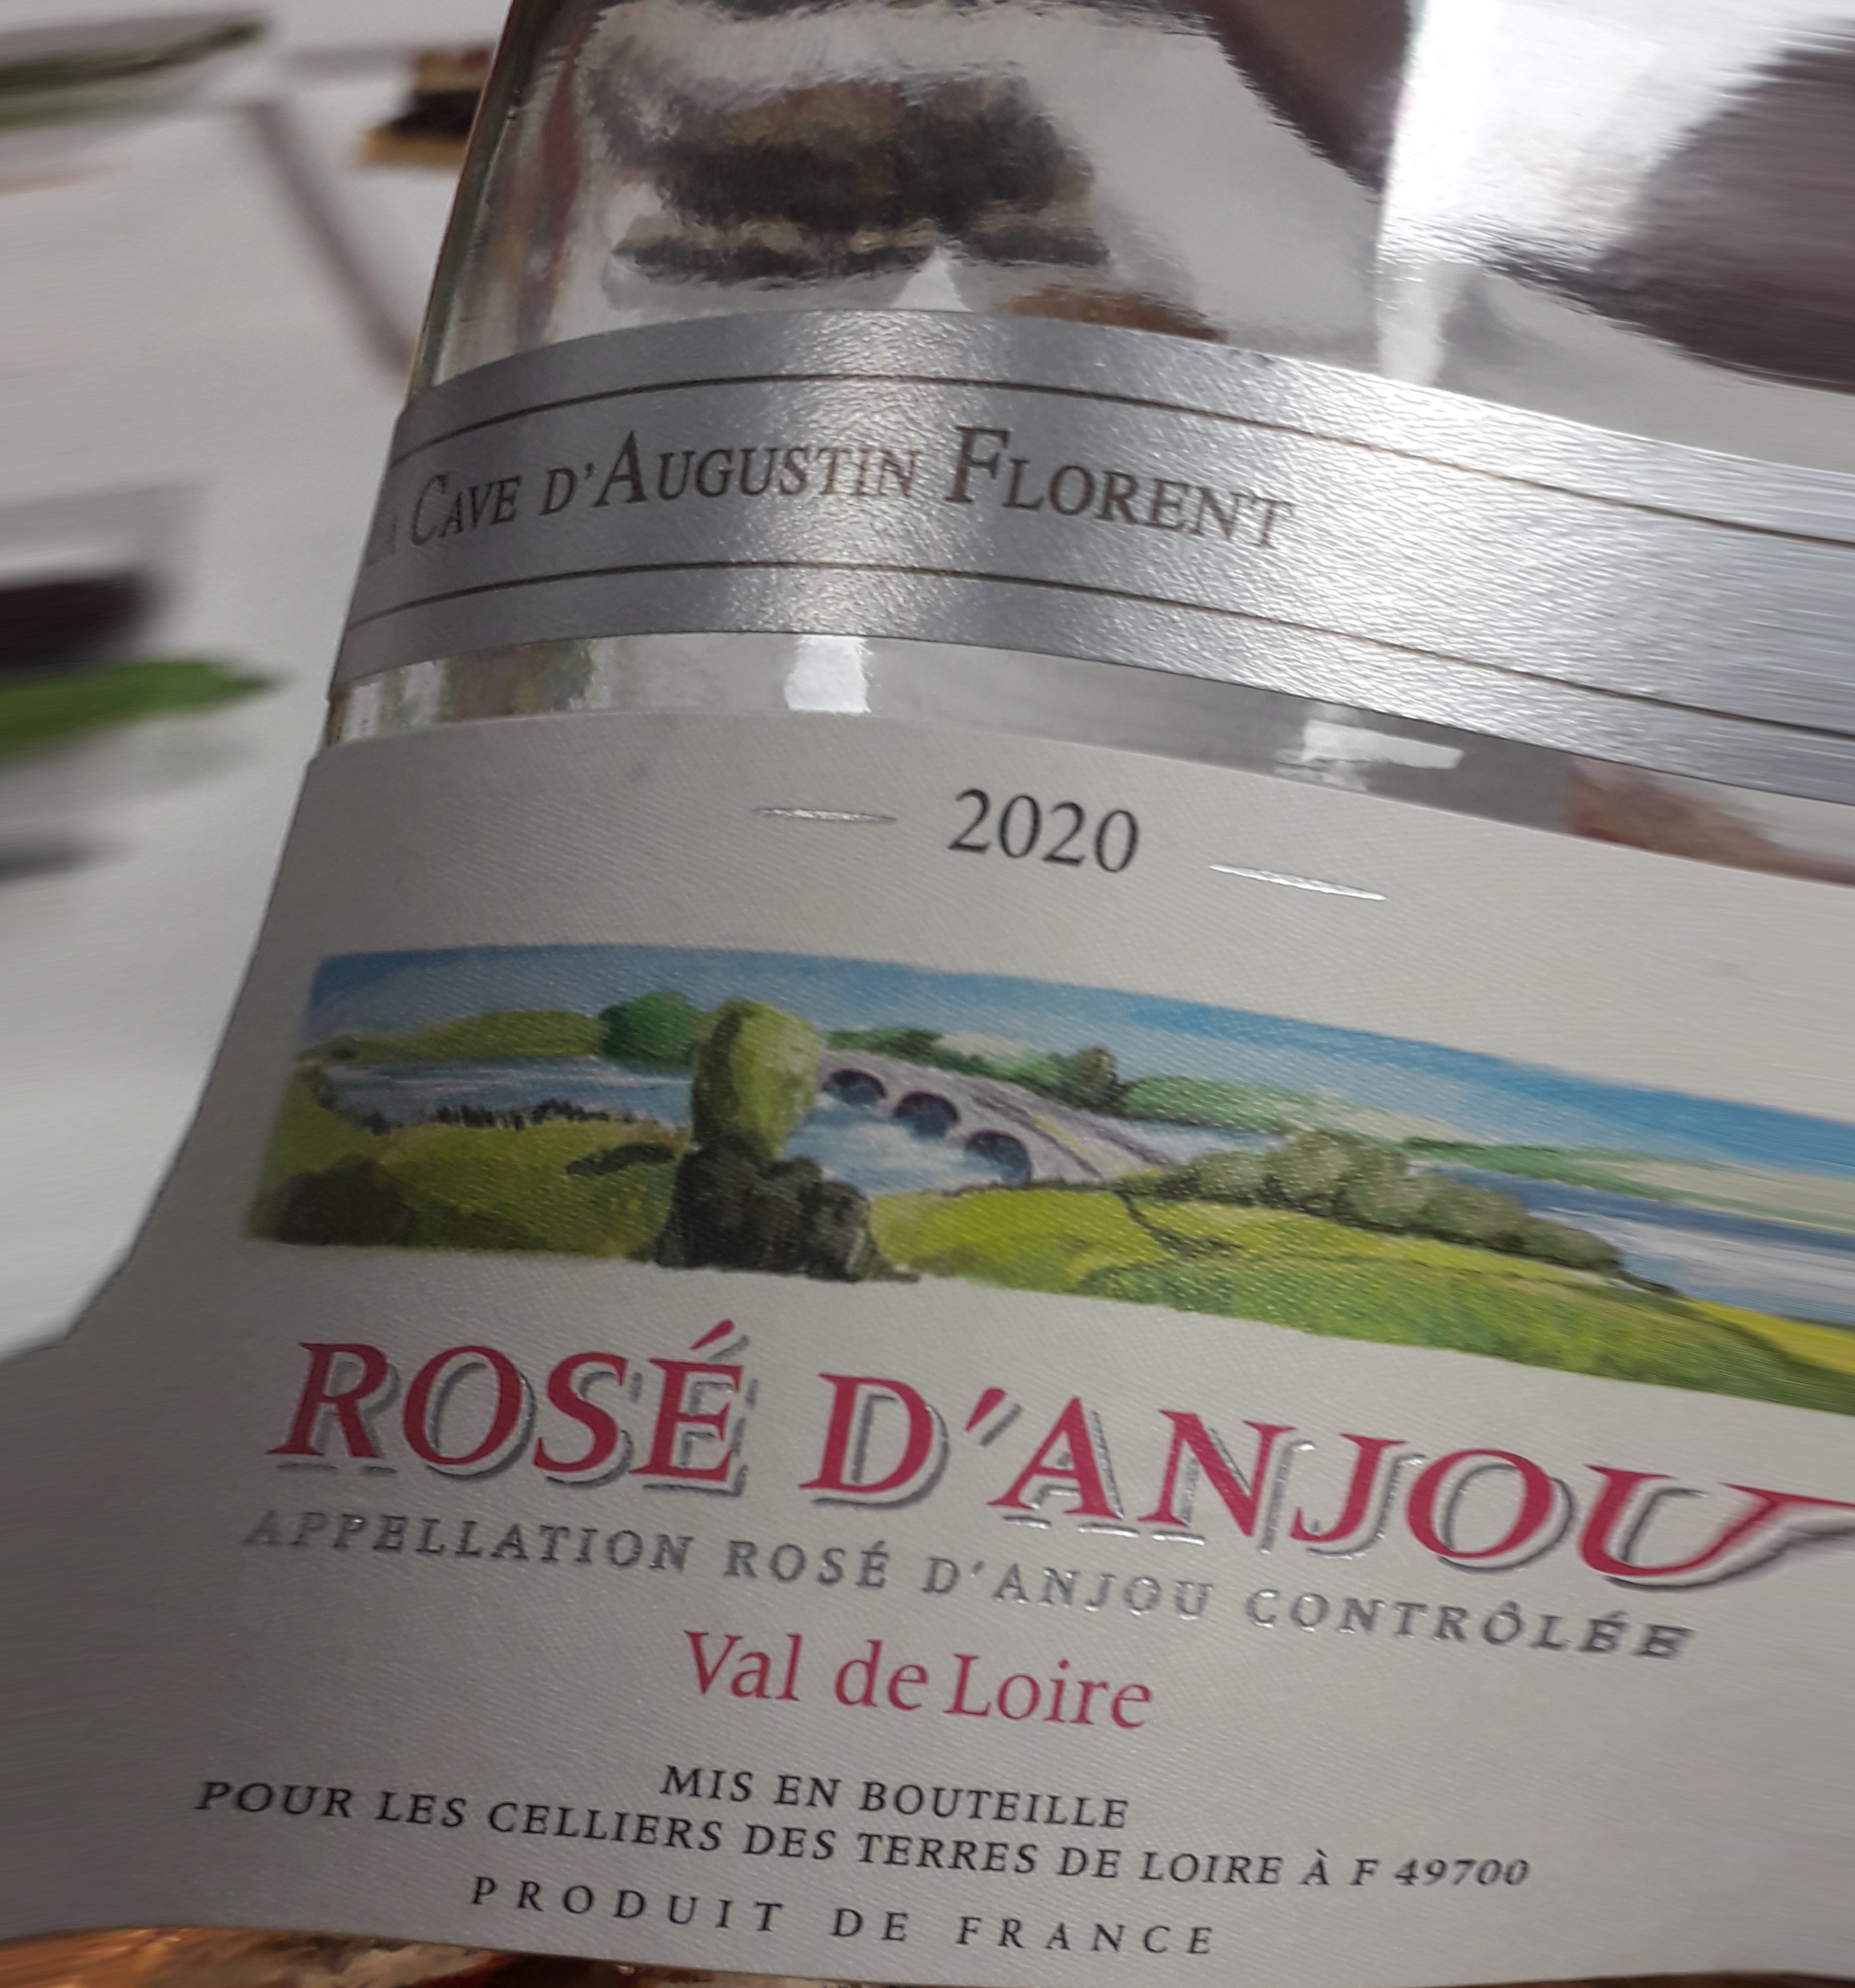 CAVE D'AUGUSTIN FLORENT
2020
ROSÉ D'ANJOU
APPELLATION ROSÉ D'ANJOU CONTRÔLÉE
Val de Loire
MIS EN BOUTEILLE
POUR LES CELLIERS DES TERRES DE LOIRE À F 49700
PRODUIT DE FRANCE